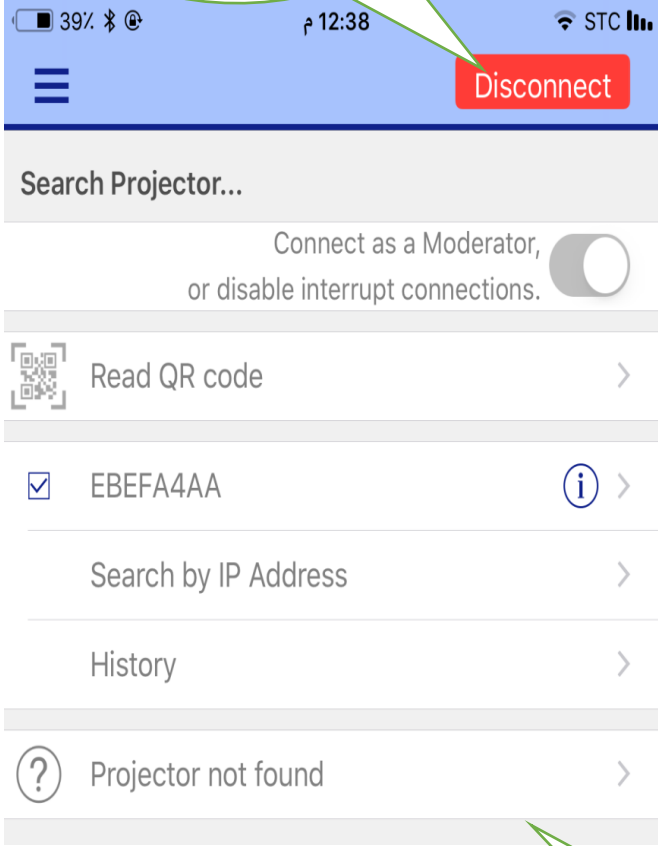 39% 12:38 م STC
Disconnect
Search Projector...
Connect as a Moderator,
or disable interrupt connections.
Read QR code
EBEFA4AA
Search by IP Address
History
Projector not found